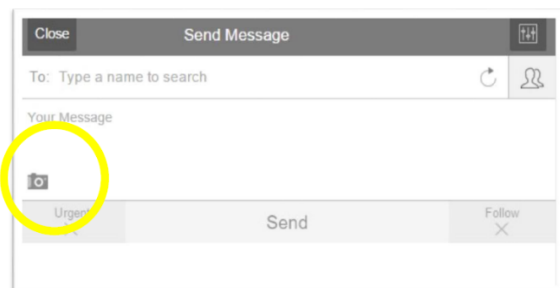 Close Send Message
To: Type a name to search
Your Message
Urgent Send Follow